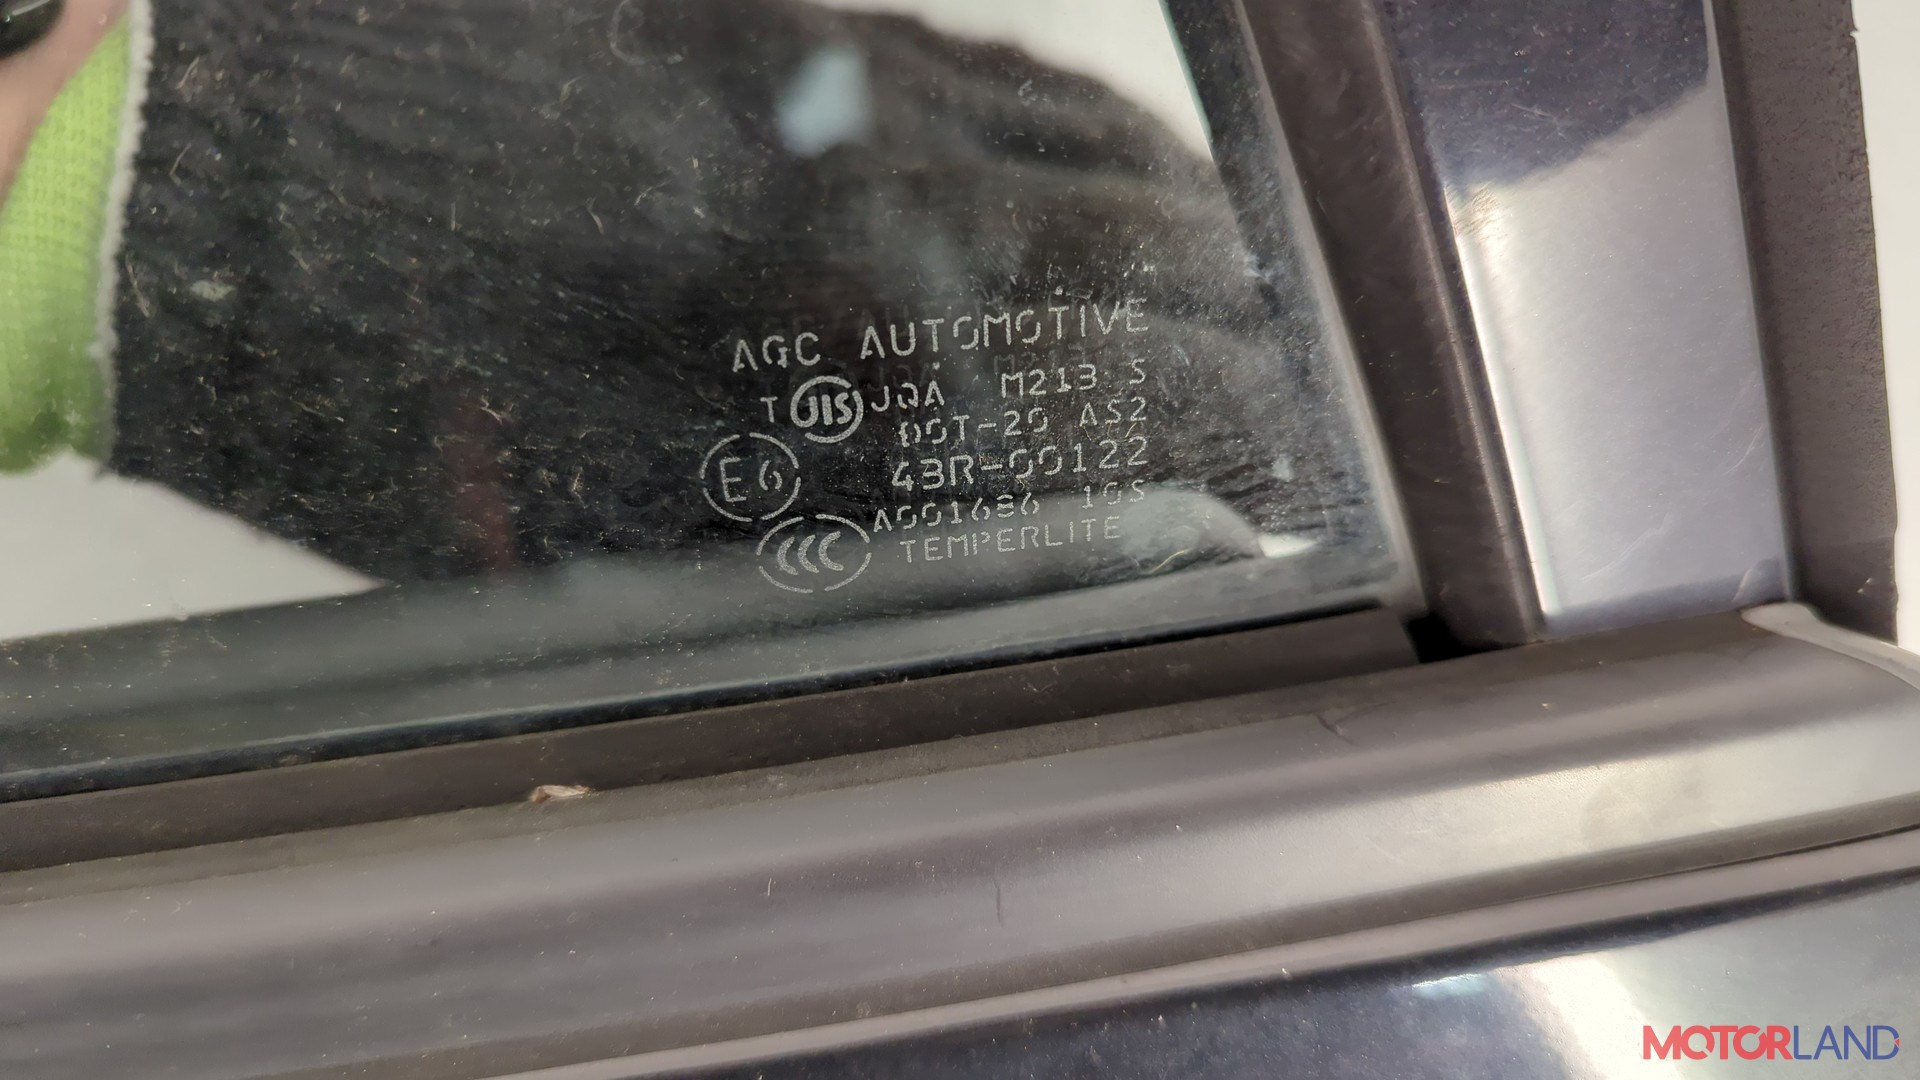 AGC AUTOMOTIVE
T JIS JQA M213 S
DOT-20 AS2
E6 43R-00122
CCC A001686 10S
TEMPERLITE
MOTORLAND